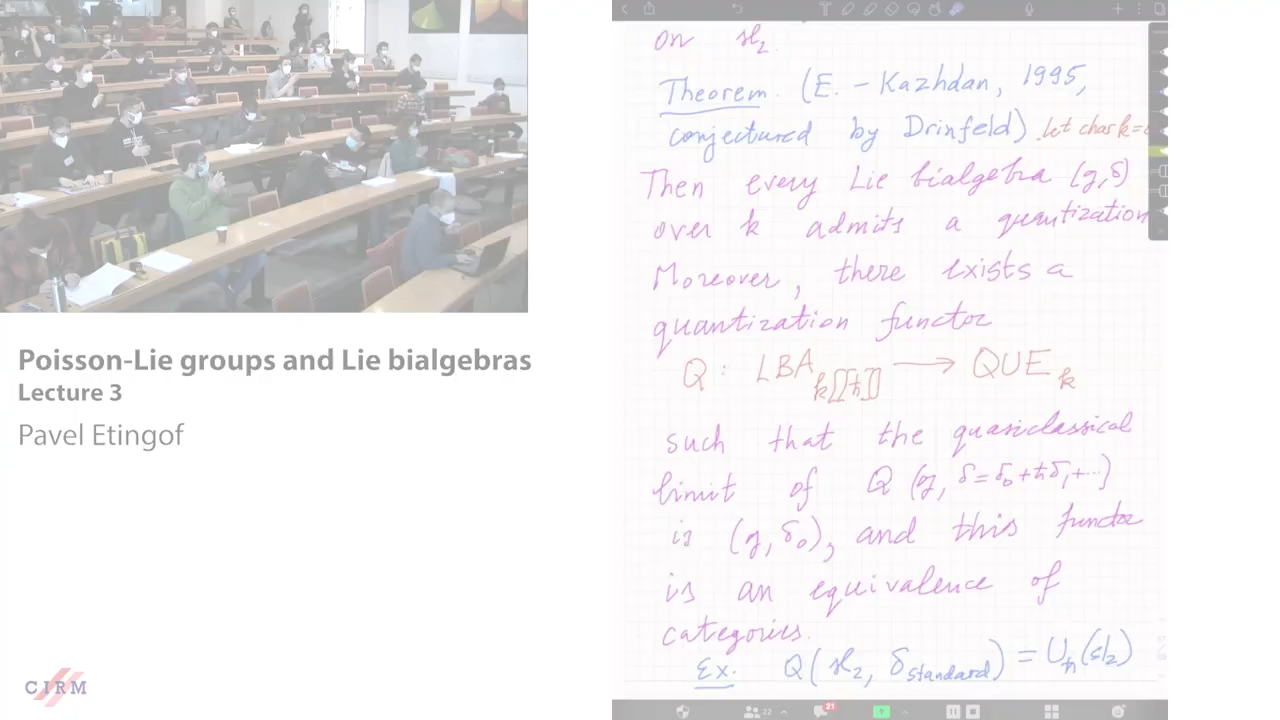 Poisson-Lie groups and Lie bialgebras
Lecture 3
Pavel Etingof
CIRM
on sl₂
Theorem. (E. - Kazhdan, 1995,
conjectured by Drinfeld) . let char k=0
Then every Lie bialgebra (g,δ)
over k admits a quantization
Moreover, there exists a
quantization functor
Q : LBA_k[[ħ]] → QUE_k
such that the quasiclassical
limit of Q (g, δ=δ₀+ħδ₁+...)
is (g, δ₀), and this functor
is an equivalence of
categories.
Ex. Q(sl₂, δ_standard) = U_ħ(sl₂)
22
21